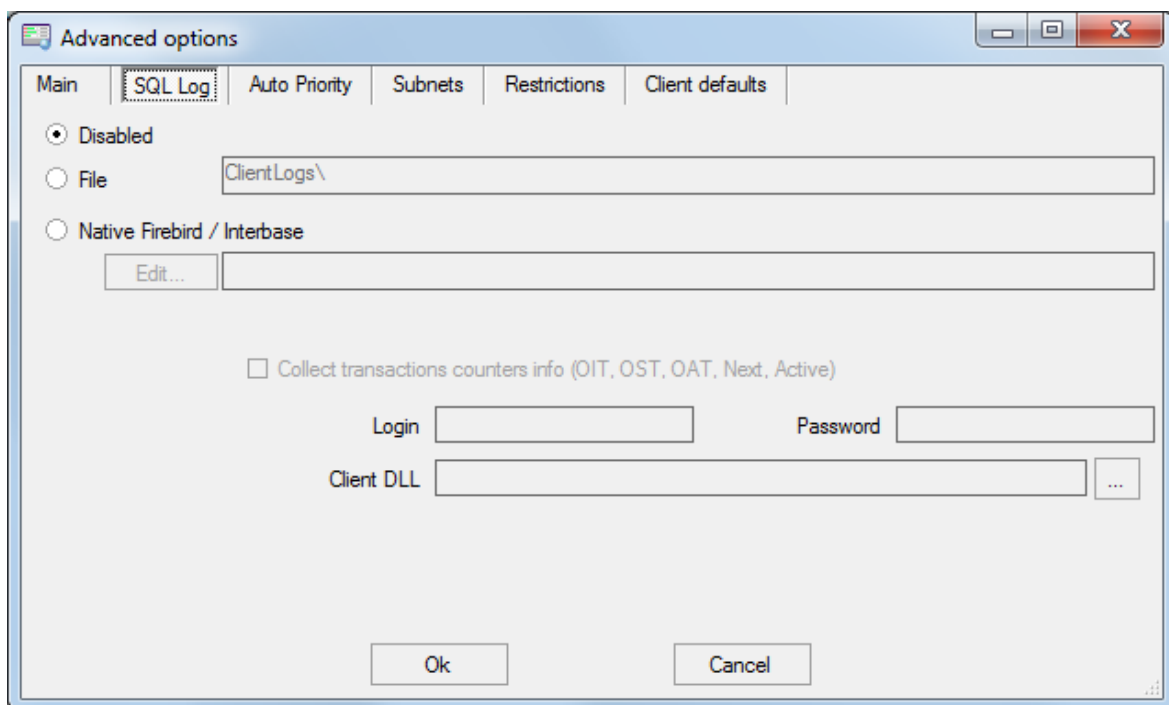 Advanced options
Main SQL Log Auto Priority Subnets Restrictions Client defaults
Disabled
File ClientLogs\
Native Firebird / Interbase
Edit...
Collect transactions counters info (OIT, OST, OAT, Next, Active)
Login Password
Client DLL ...
Ok Cancel